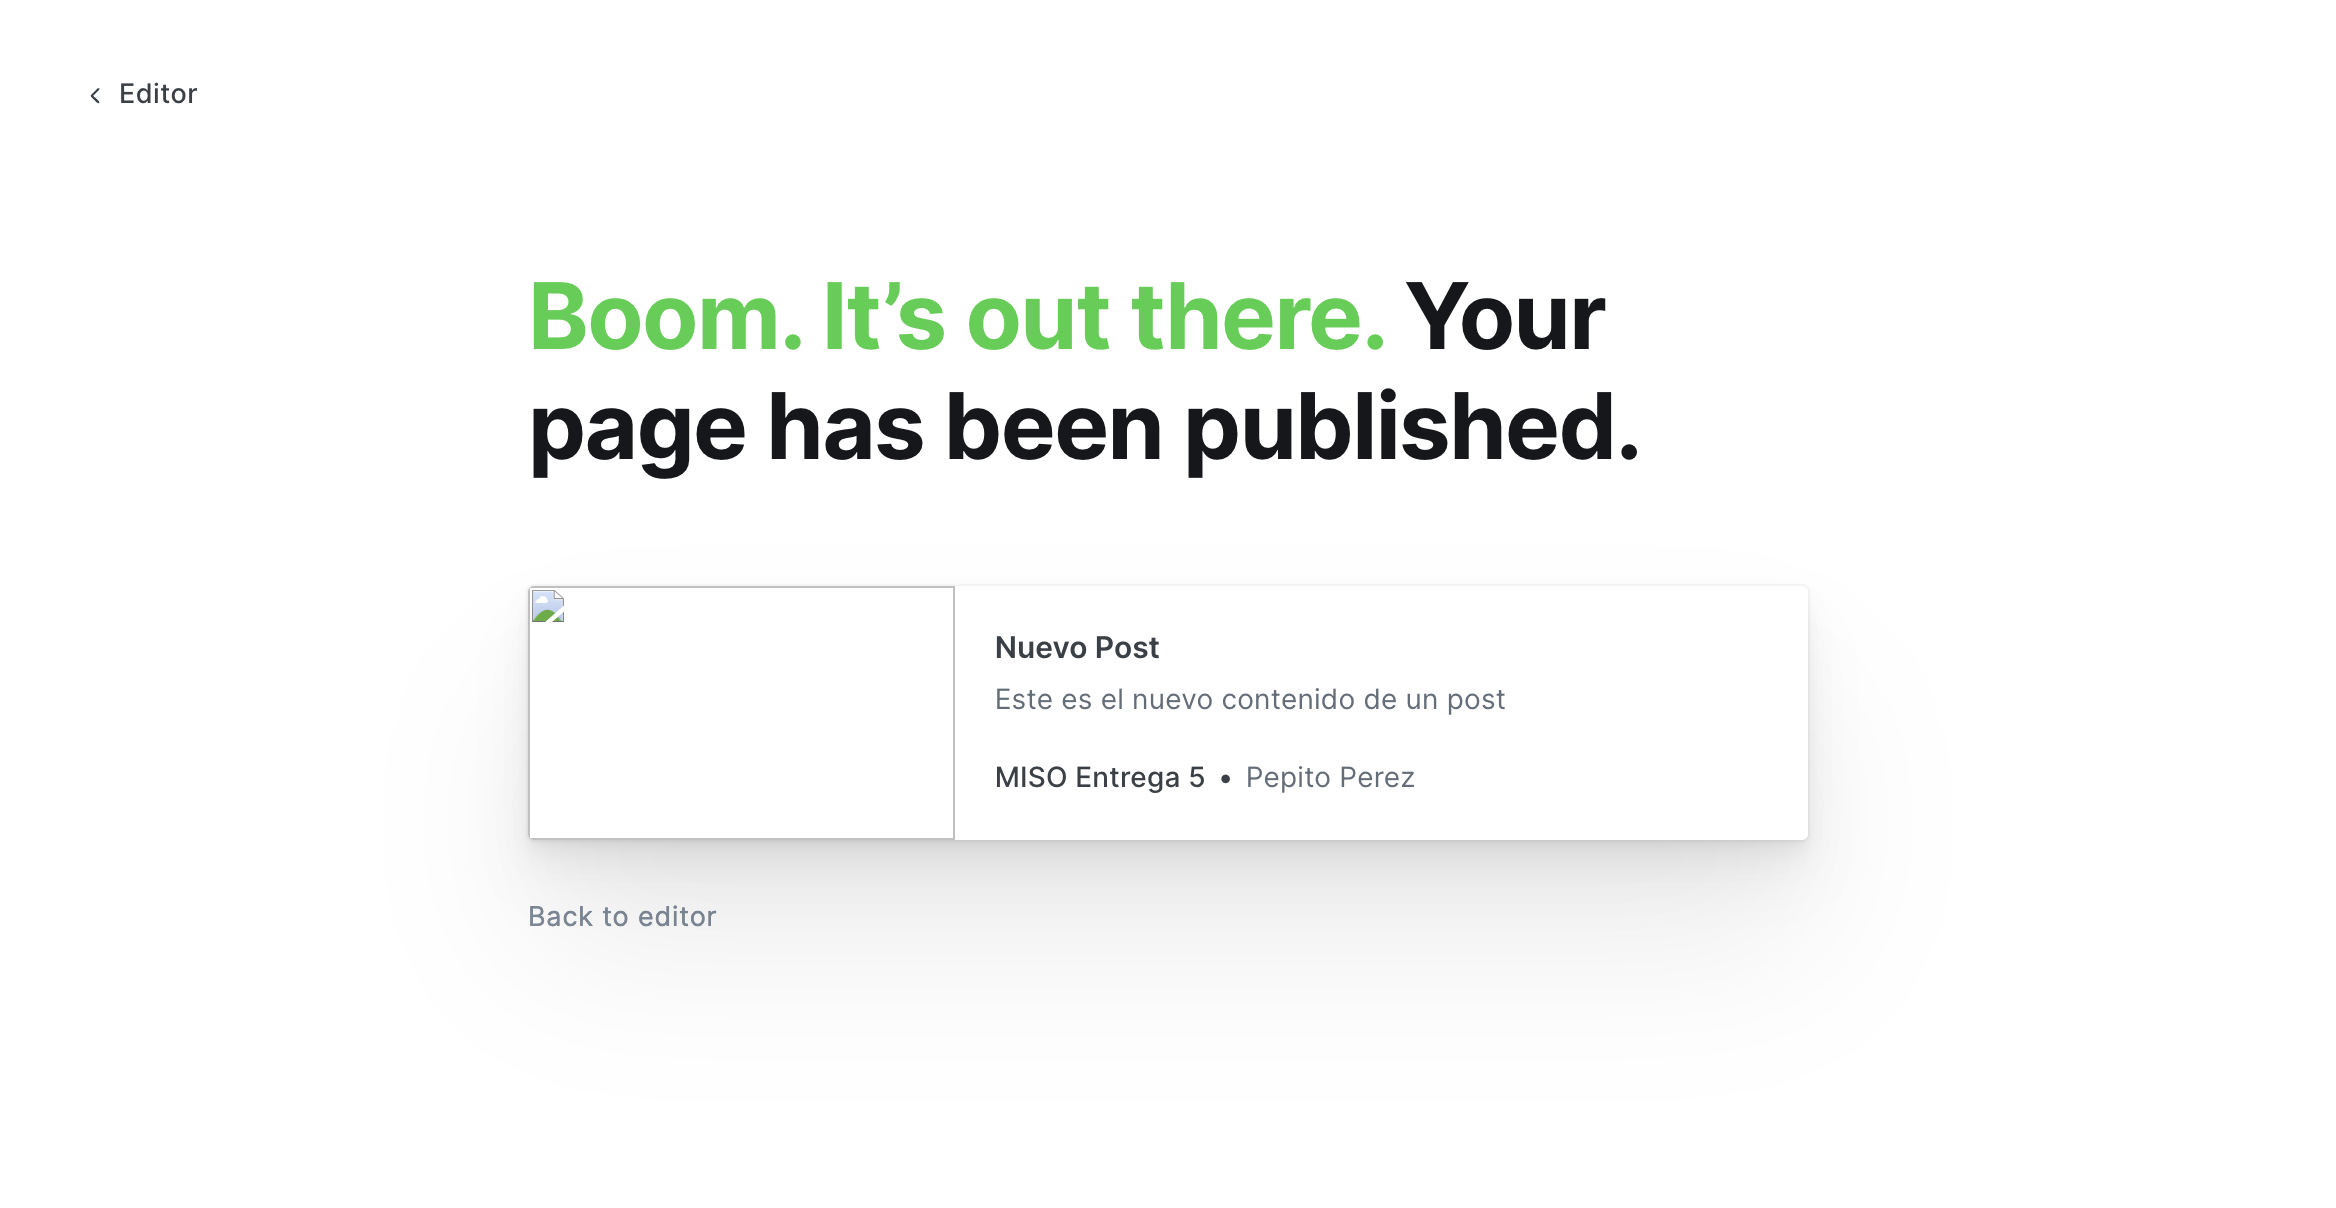 Editor
Boom. It’s out there. Your
page has been published.
Nuevo Post
Este es el nuevo contenido de un post
MISO Entrega 5 • Pepito Perez
Back to editor